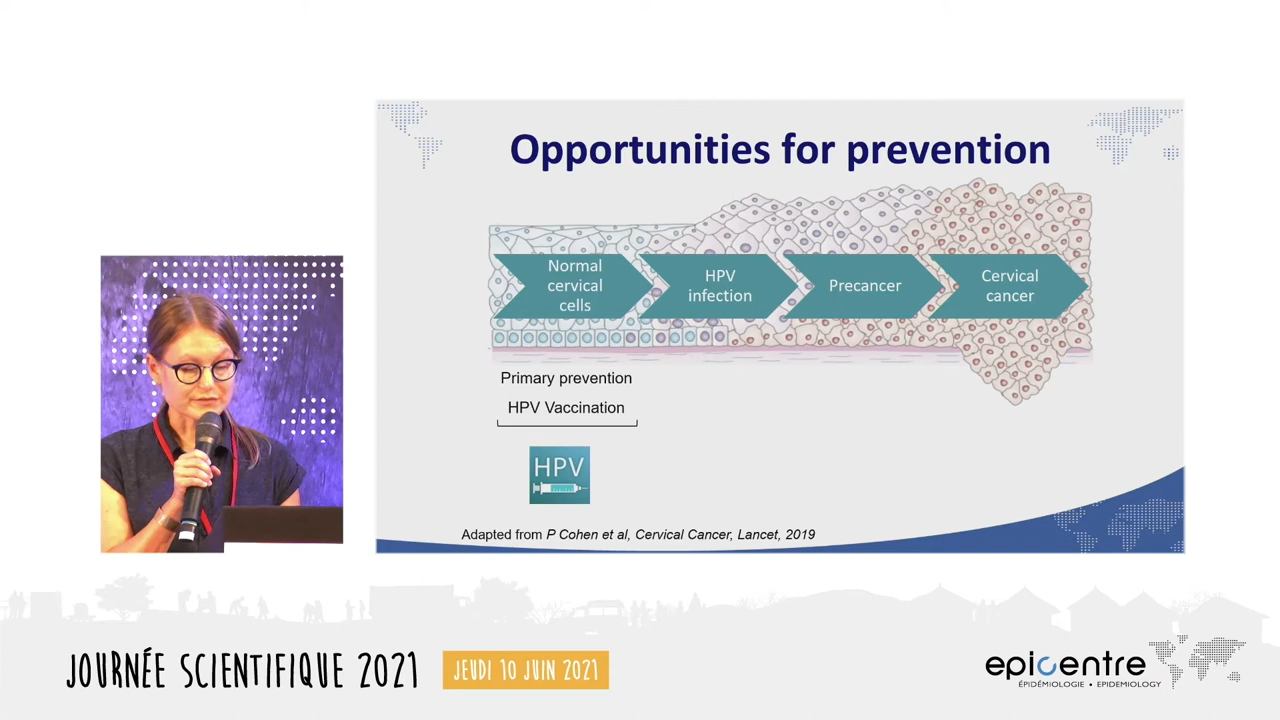 Opportunities for prevention
Normal
cervical
cells
HPV
infection
Precancer
Cervical
cancer
Primary prevention
HPV Vaccination
HPV
Adapted from P Cohen et al, Cervical Cancer, Lancet, 2019
JOURNÉE SCIENTIFIQUE 2021
JEUDI 10 JUIN 2021
epicentre
ÉPIDÉMIOLOGIE • EPIDEMIOLOGY